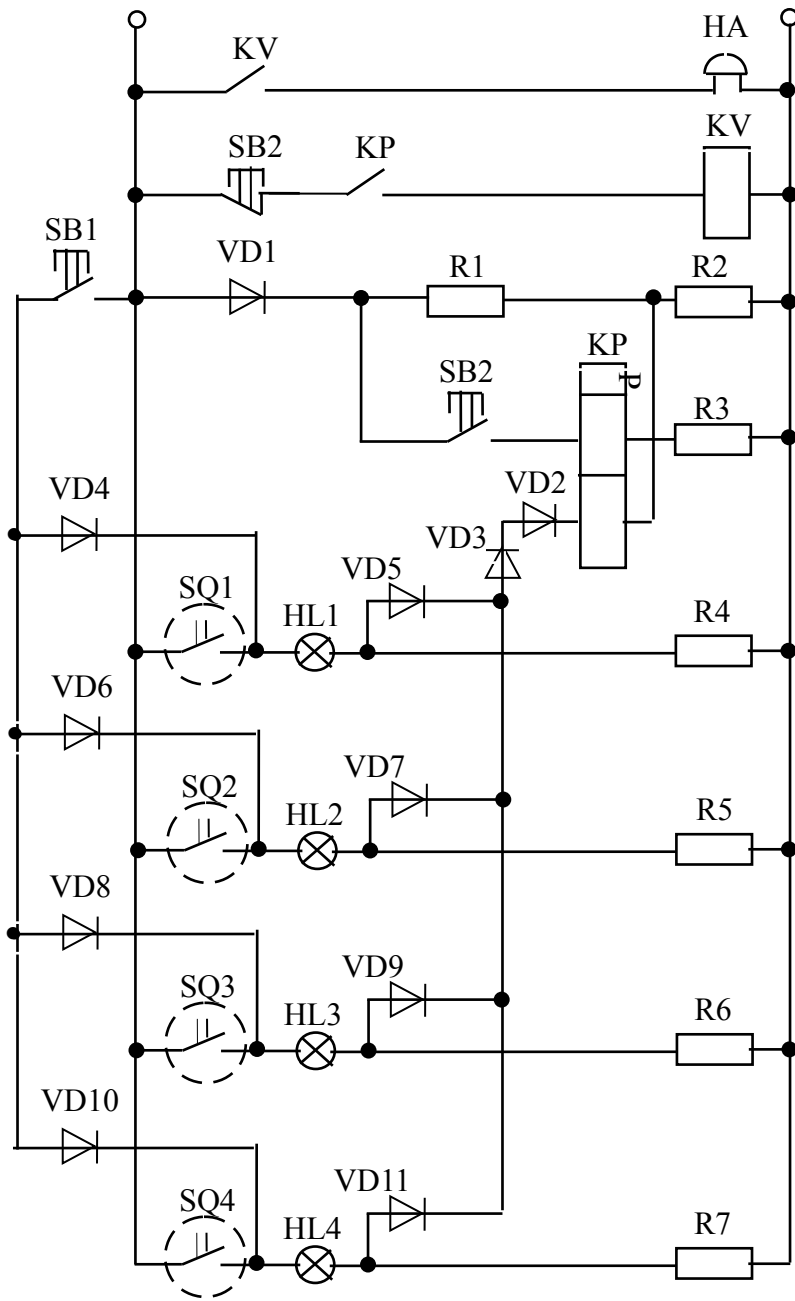 KV HA
SB2 KP KV
SB1 VD1 R1 R2
KP
P
SB2 R3
VD4 VD2
VD3
SQ1 HL1 VD5 R4
VD6
SQ2 HL2 VD7 R5
VD8
SQ3 HL3 VD9 R6
VD10
SQ4 HL4 VD11 R7